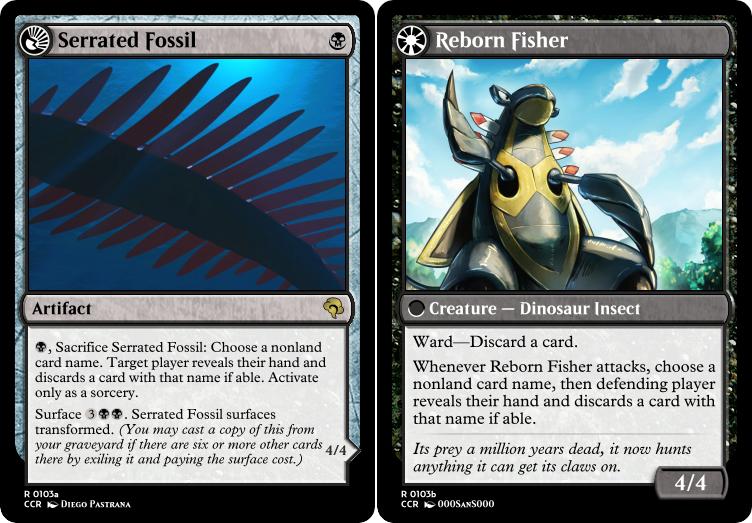 Serrated Fossil
Artifact
, Sacrifice Serrated Fossil: Choose a nonland
card name. Target player reveals their hand and
discards a card with that name if able. Activate
only as a sorcery.
Surface 3. Serrated Fossil surfaces
transformed. (You may cast a copy of this from
your graveyard if there are six or more other cards
there by exiling it and paying the surface cost.)
4/4
R 0103a
CCR Diego Pastrana
Reborn Fisher
Creature — Dinosaur Insect
Ward—Discard a card.
Whenever Reborn Fisher attacks, choose a
nonland card name, then defending player
reveals their hand and discards a card with
that name if able.
Its prey a million years dead, it now hunts
anything it can get its claws on.
4/4
R 0103b
CCR 000SanS000